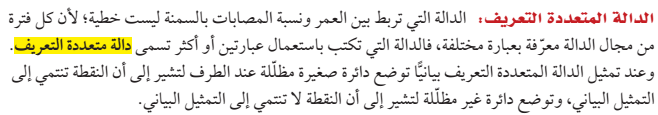 الدالة المتعددة التعريف: الدالة التي تربط بين العمر ونسبة المصابات بالسمنة ليست خطية؛ لأن كل فترة
من مجال الدالة معرّفة بعبارة مختلفة، فالدالة التي تكتب باستعمال عبارتين أو أكثر تسمى دالة متعددة التعريف.
وعند تمثيل الدالة المتعددة التعريف بيانيًّا توضع دائرة صغيرة مظلّلة عند الطرف لتشير إلى أن النقطة تنتمي إلى
التمثيل البياني، وتوضع دائرة غير مظلّلة لتشير إلى أن النقطة لا تنتمي إلى التمثيل البياني.